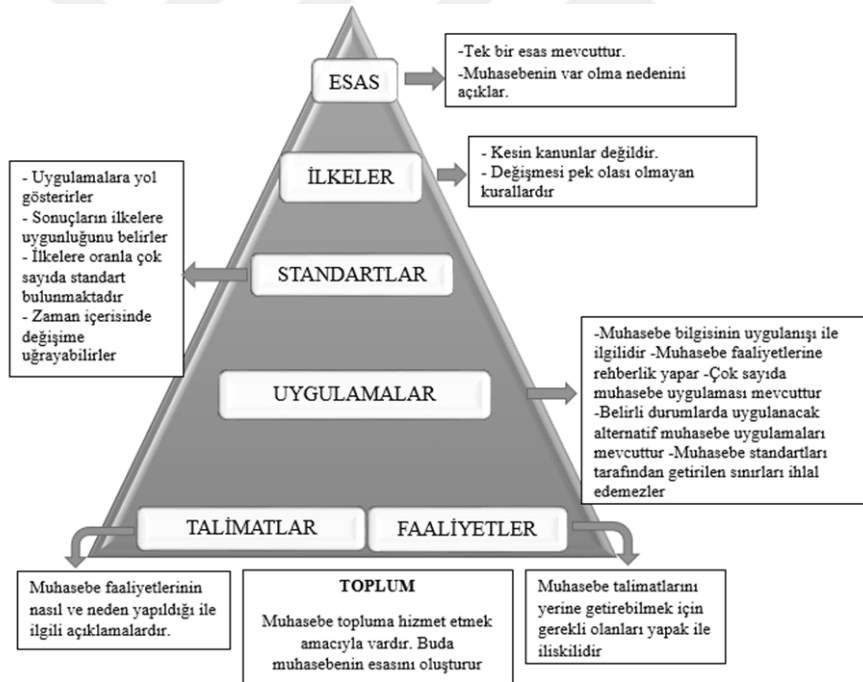 ESAS
-Tek bir esas mevcuttur.
-Muhasebenin var olma nedenini
açıklar.
İLKELER
- Kesin kanunlar değildir.
- Değişmesi pek olası olmayan
kurallardır
- Uygulamalara yol
gösterirler
- Sonuçların ilkelere
uygunluğunu belirler
- İlkelere oranla çok
sayıda standart
bulunmaktadır
- Zaman içerisinde
değişime
uğrayabilirler
STANDARTLAR
UYGULAMALAR
-Muhasebe bilgisinin uygulanışı ile
ilgilidir -Muhasebe faaliyetlerine
rehberlik yapar -Çok sayıda
muhasebe uygulaması mevcuttur
-Belirli durumlarda uygulanacak
alternatif muhasebe uygulamaları
mevcuttur -Muhasebe standartları
tarafından getirilen sınırları ihlal
edemezler
TALİMATLAR
FAALİYETLER
Muhasebe faaliyetlerinin
nasıl ve neden yapıldığı ile
ilgili açıklamalardır.
TOPLUM
Muhasebe topluma hizmet etmek
amacıyla vardır. Buda
muhasebenin esasını oluşturur
Muhasebe talimatlarını
yerine getirebilmek için
gerekli olanları yapak ile
iliskilidir